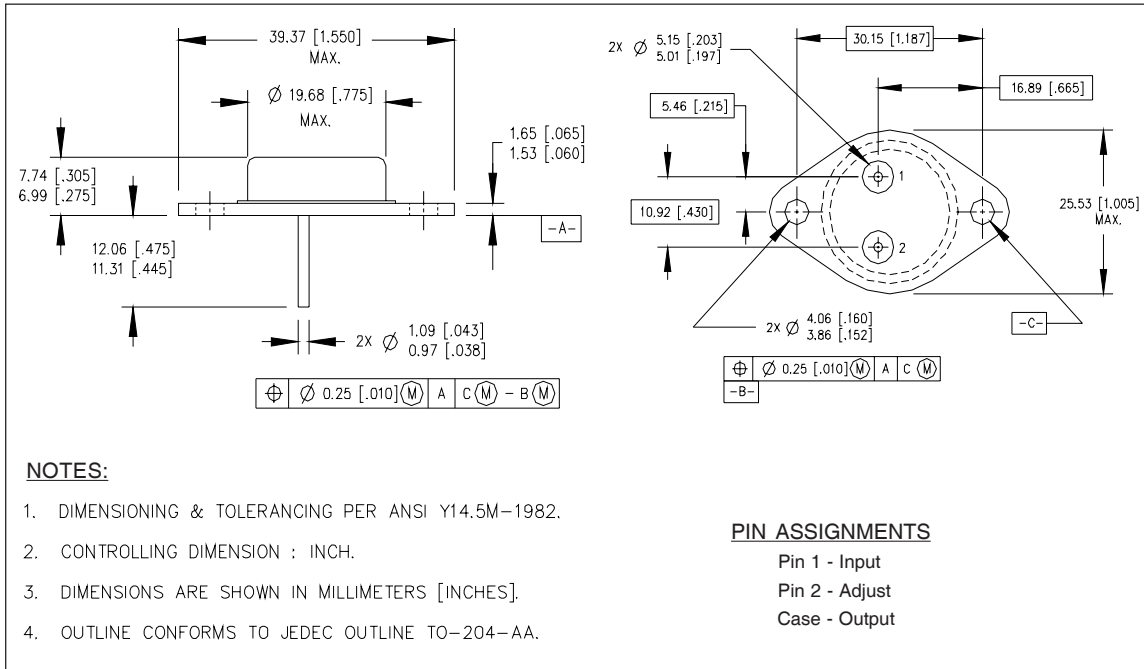 39.37 [1.550]
MAX.
Ø 19.68 [.775]
MAX.
1.65 [.065]
1.53 [.060]
7.74 [.305]
6.99 [.275]
-A-
12.06 [.475]
11.31 [.445]
2X Ø 1.09 [.043]
0.97 [.038]
⌖ Ø 0.25 [.010] Ⓜ A C Ⓜ - B Ⓜ
2X Ø 5.15 [.203]
5.01 [.197]
30.15 [1.187]
16.89 [.665]
5.46 [.215]
1
10.92 [.430]
25.53 [1.005]
MAX.
2
2X Ø 4.06 [.160]
3.86 [.152]
-C-
⌖ Ø 0.25 [.010] Ⓜ A C Ⓜ
-B-
NOTES:
1. DIMENSIONING & TOLERANCING PER ANSI Y14.5M-1982.
2. CONTROLLING DIMENSION : INCH.
3. DIMENSIONS ARE SHOWN IN MILLIMETERS [INCHES].
4. OUTLINE CONFORMS TO JEDEC OUTLINE TO-204-AA.
PIN ASSIGNMENTS
Pin 1 - Input
Pin 2 - Adjust
Case - Output